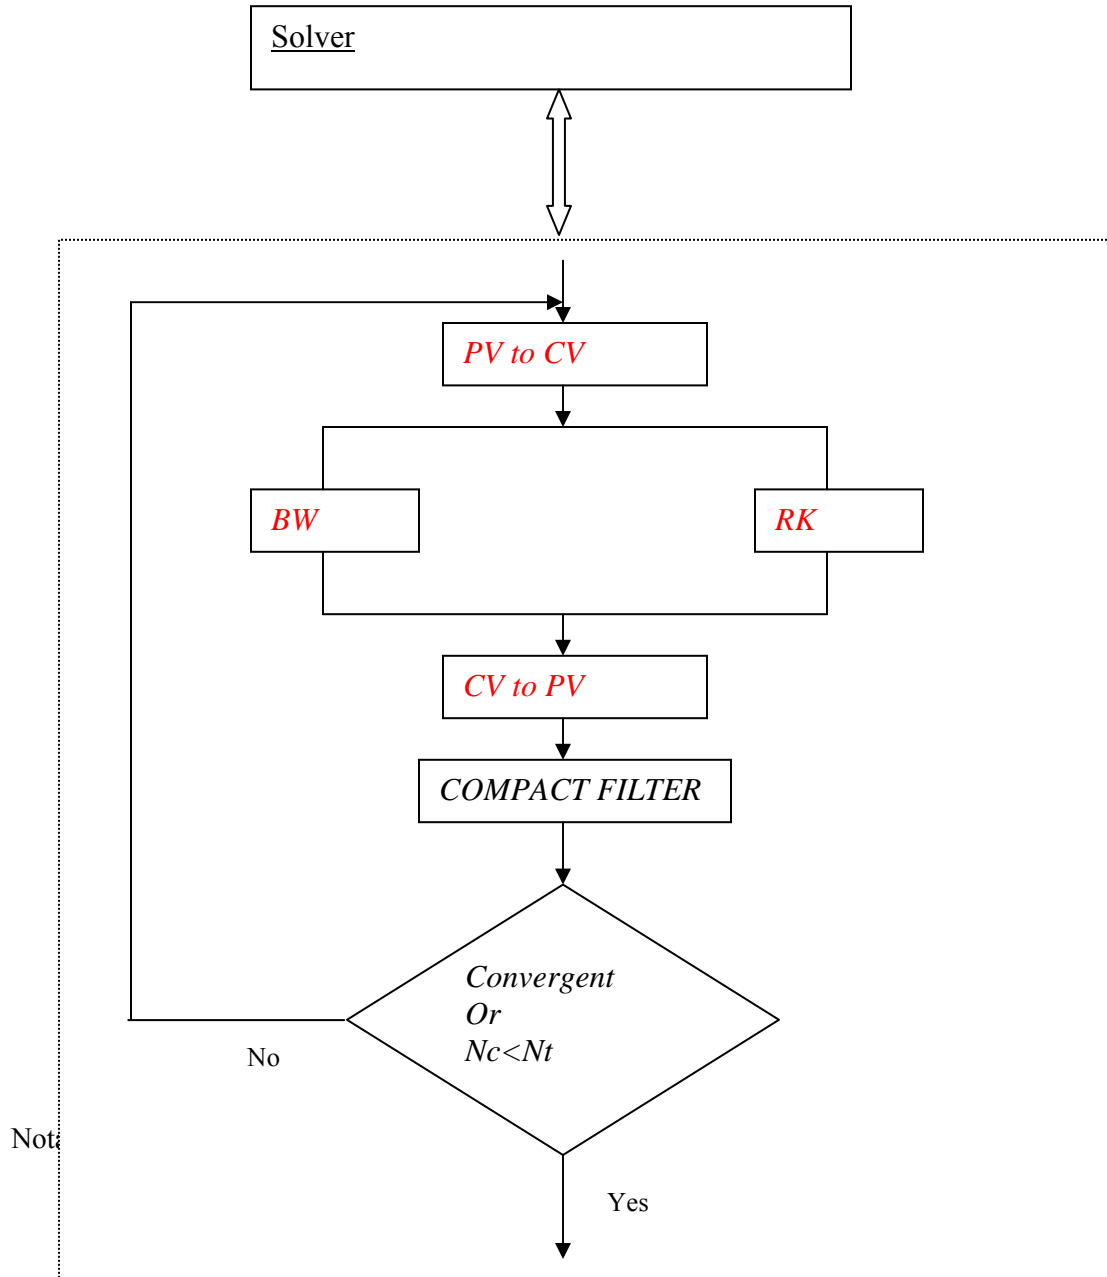 Solver
PV to CV
BW
RK
CV to PV
COMPACT FILTER
Convergent
Or
Nc<Nt
No
Yes